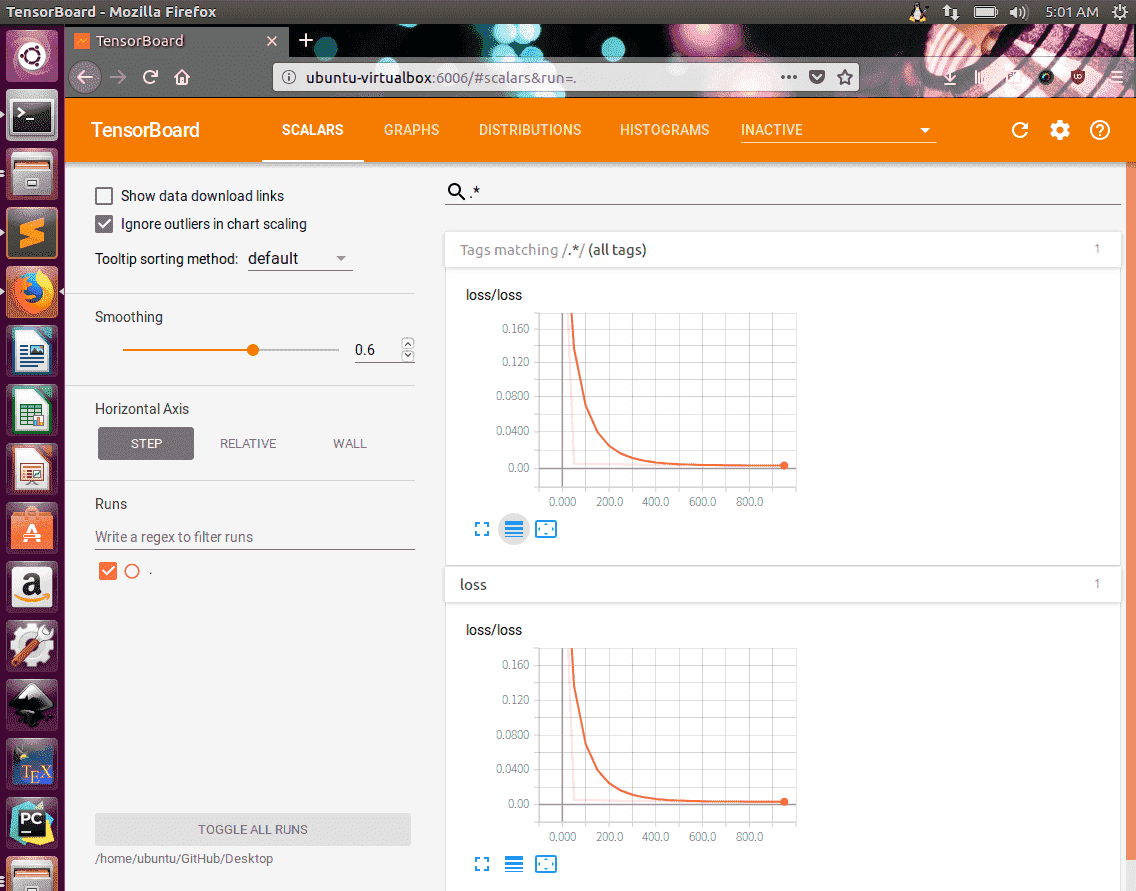 TensorBoard - Mozilla Firefox
5:01 AM
TensorBoard
ubuntu-virtualbox:6006/#scalars&run=.
TensorBoard
SCALARS
GRAPHS
DISTRIBUTIONS
HISTOGRAMS
INACTIVE
Show data download links
Ignore outliers in chart scaling
Tooltip sorting method: default
Smoothing
0.6
Horizontal Axis
STEP
RELATIVE
WALL
Runs
Write a regex to filter runs
.
TOGGLE ALL RUNS
/home/ubuntu/GitHub/Desktop
.*
Tags matching /.*/ (all tags)
1
loss/loss
0.160
0.120
0.0800
0.0400
0.00
0.000 200.0 400.0 600.0 800.0
loss
1
loss/loss
0.160
0.120
0.0800
0.0400
0.00
0.000 200.0 400.0 600.0 800.0
>_
A
a
TEX
PC